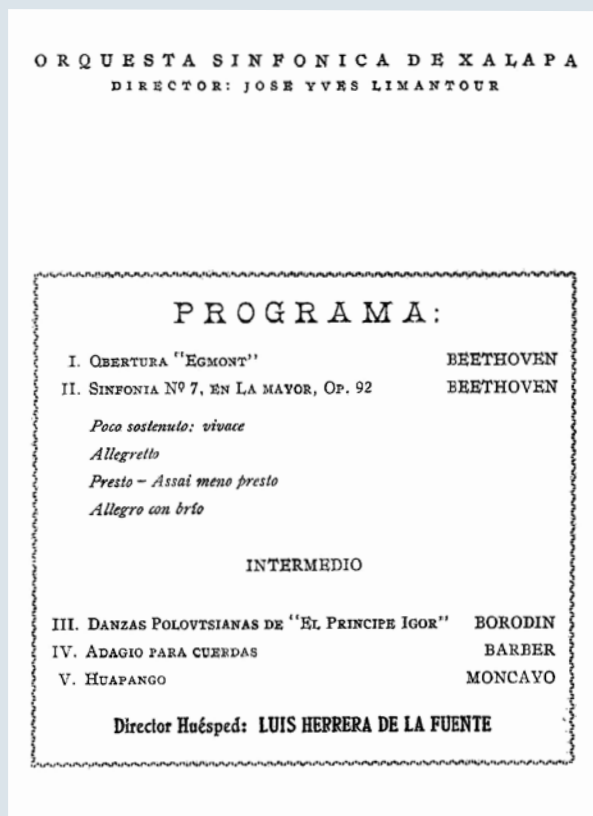 ORQUESTA SINFONICA DE XALAPA
DIRECTOR: JOSE YVES LIMANTOUR
PROGRAMA:
I. OBERTURA "EGMONT" BEETHOVEN
II. SINFONIA Nº 7, EN LA MAYOR, OP. 92 BEETHOVEN
Poco sostenuto: vivace
Allegretto
Presto – Assai meno presto
Allegro con brío
INTERMEDIO
III. DANZAS POLOVTSIANAS DE "EL PRINCIPE IGOR" BORODIN
IV. ADAGIO PARA CUERDAS BARBER
V. HUAPANGO MONCAYO
Director Huésped: LUIS HERRERA DE LA FUENTE